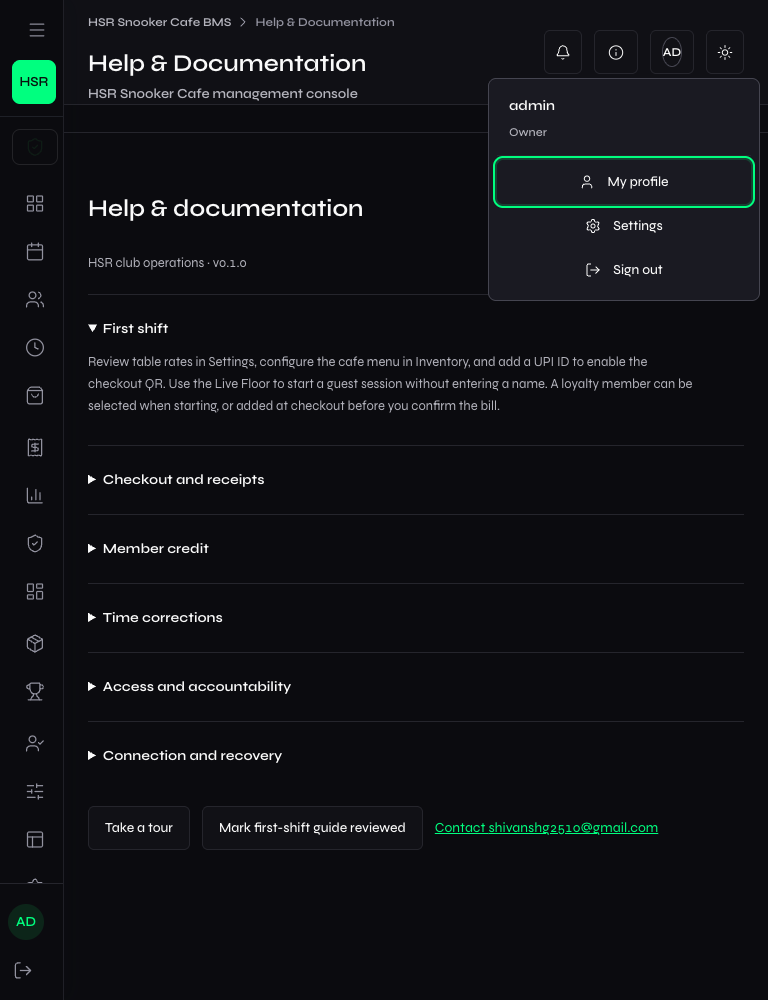 HSR Snooker Cafe BMS > Help & Documentation
HSR
Help & Documentation
HSR Snooker Cafe management console
AD
admin
Owner
My profile
Settings
Sign out
Help & documentation
HSR club operations · v0.1.0
First shift
Review table rates in Settings, configure the cafe menu in Inventory, and add a UPI ID to enable the
checkout QR. Use the Live Floor to start a guest session without entering a name. A loyalty member can be
selected when starting, or added at checkout before you confirm the bill.
Checkout and receipts
Member credit
Time corrections
Access and accountability
Connection and recovery
Take a tour
Mark first-shift guide reviewed
Contact shivanshg2510@gmail.com
AD